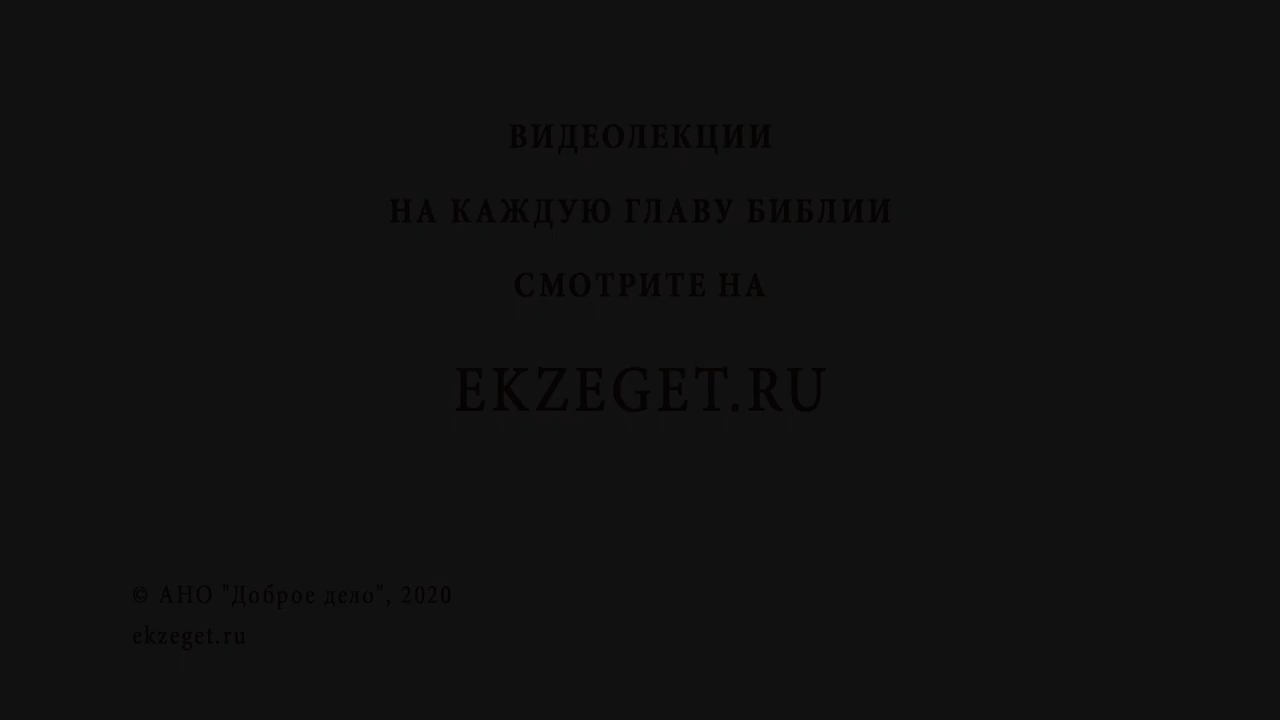 ВИДЕОЛЕКЦИИ
НА КАЖДУЮ ГЛАВУ БИБЛИИ
СМОТРИТЕ НА
EKZEGET.RU
© АНО "Доброе дело", 2020
ekzeget.ru